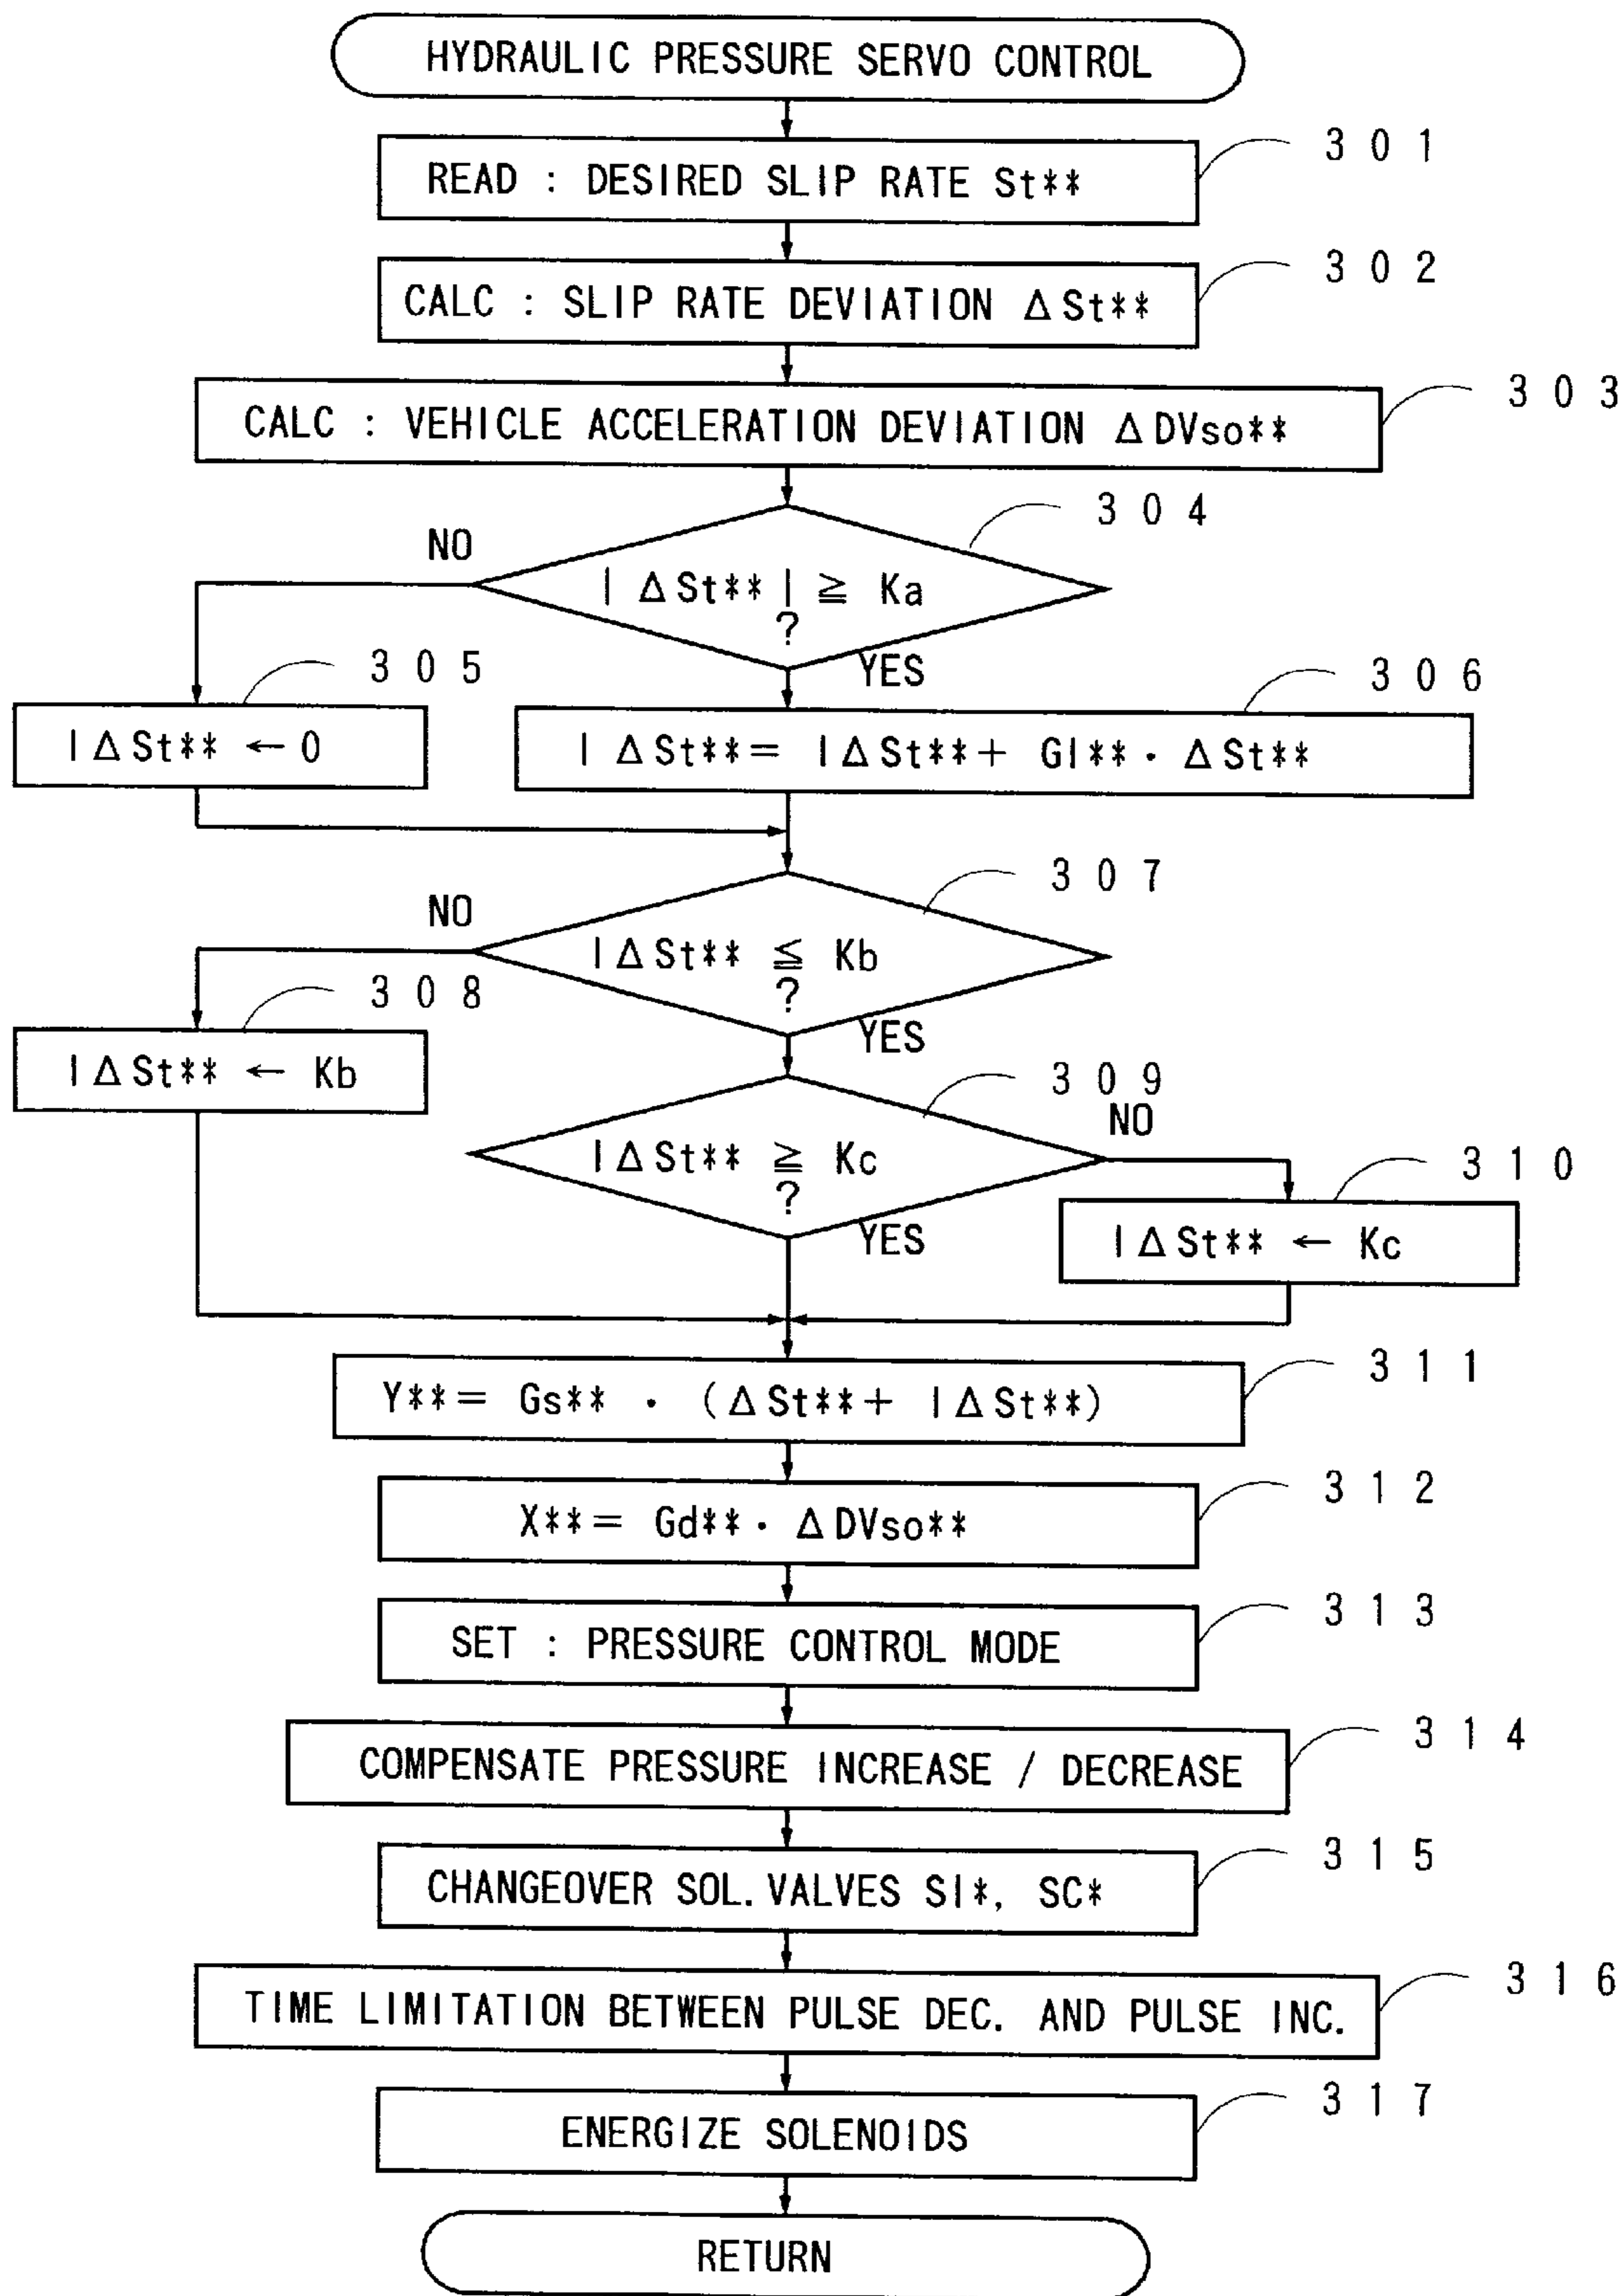 HYDRAULIC PRESSURE SERVO CONTROL
301
READ : DESIRED SLIP RATE St**
302
CALC : SLIP RATE DEVIATION ΔSt**
303
CALC : VEHICLE ACCELERATION DEVIATION ΔDVso**
304
NO
| ΔSt** | ≧ Ka
?
YES
305
IΔSt** ← 0
306
IΔSt** = IΔSt** + GI** · ΔSt**
307
NO
IΔSt** ≦ Kb
?
YES
308
IΔSt** ← Kb
309
NO
IΔSt** ≧ Kc
?
YES
310
IΔSt** ← Kc
311
Y** = Gs** · (ΔSt** + IΔSt**)
312
X** = Gd** · ΔDVso**
313
SET : PRESSURE CONTROL MODE
314
COMPENSATE PRESSURE INCREASE / DECREASE
315
CHANGEOVER SOL. VALVES SI*, SC*
316
TIME LIMITATION BETWEEN PULSE DEC. AND PULSE INC.
317
ENERGIZE SOLENOIDS
RETURN